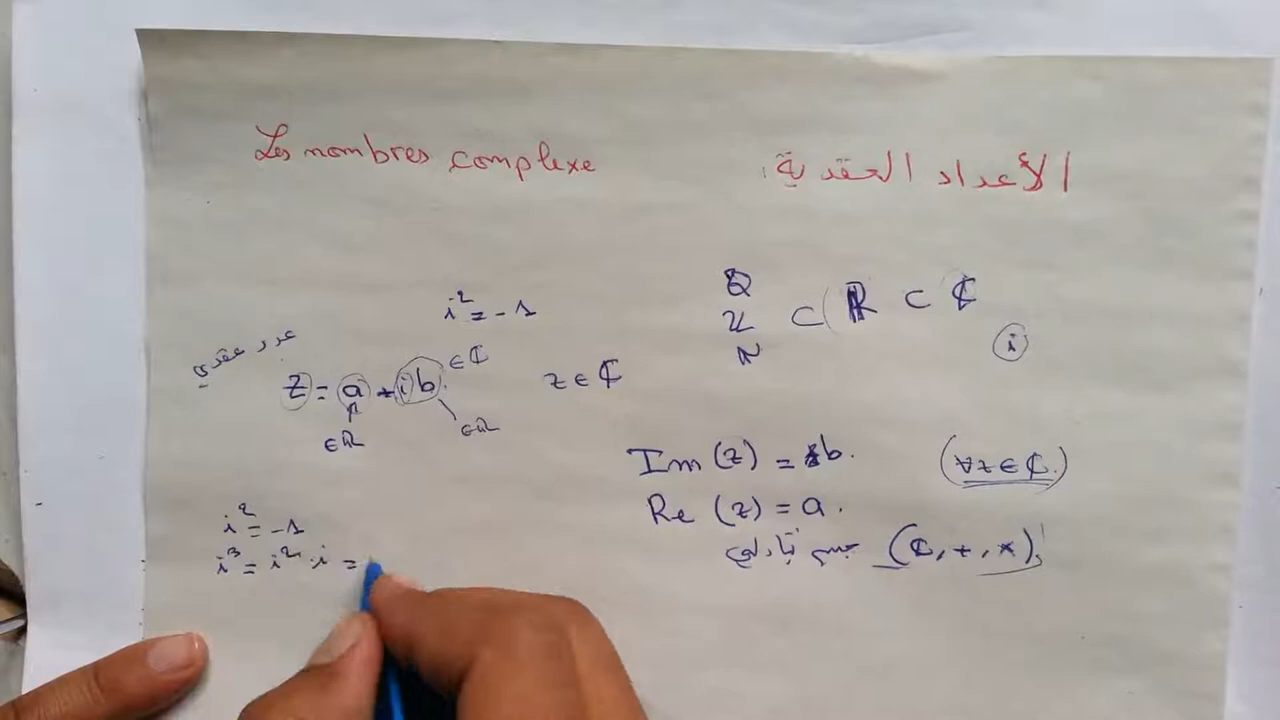 Les nombres complexe
الأعداد العقدية
i² = -1
عدد عقدي
z = a + ib ∈ ℂ
∈ℝ ∈ℝ
z ∈ ℂ
i² = -1
i³ = i² · i =
ℚ
ℤ ⊂ ℝ ⊂ ℂ
ℕ
i
Im (z) = b. (∀z ∈ ℂ.)
Re (z) = a.
(ℂ, +, ×) جسم تبادلي